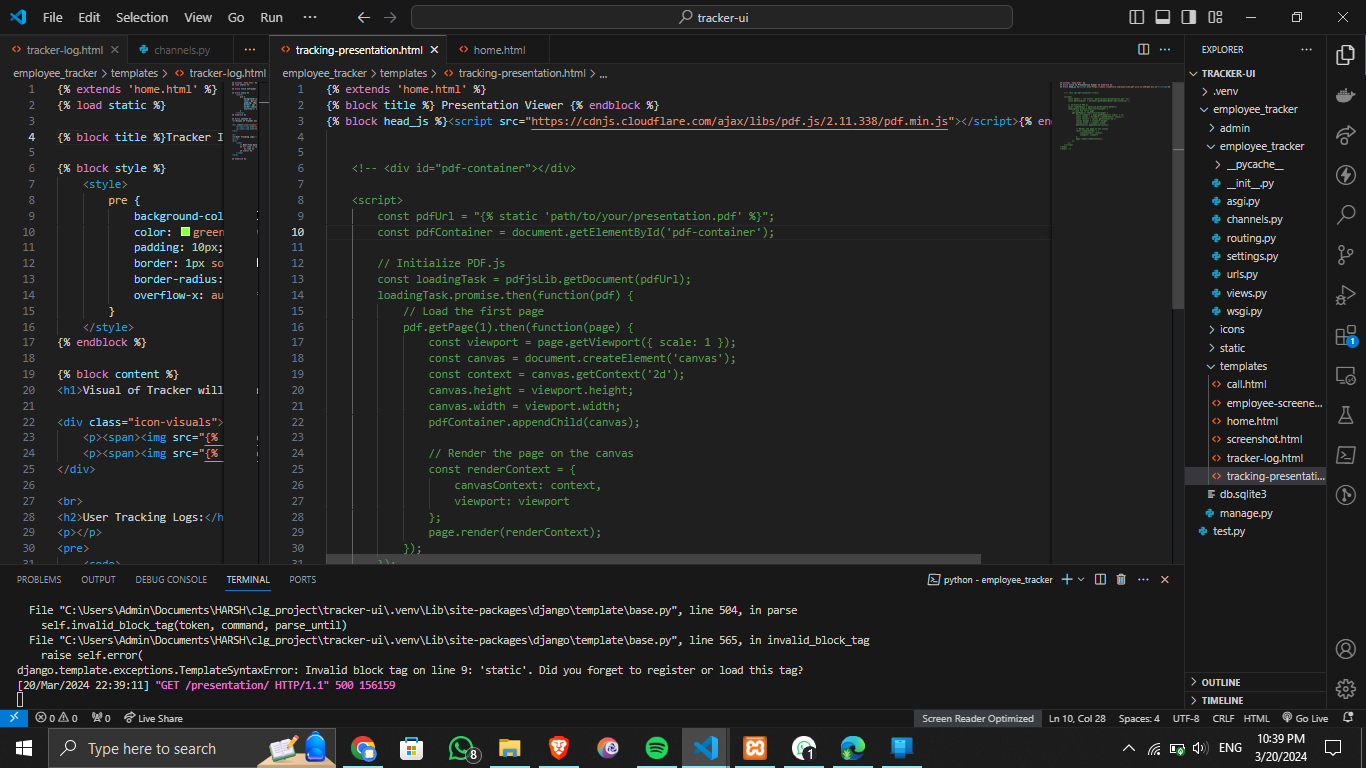 File Edit Selection View Go Run ···
tracker-ui
tracker-log.html
channels.py
···
tracking-presentation.html
home.html
···
employee_tracker > templates > tracker-log.html
1 {% extends 'home.html' %}
2 {% load static %}
3
4 {% block title %}Tracker I
5
6 {% block style %}
7 <style>
8 pre {
9 background-col
10 color: green
11 padding: 10px;
12 border: 1px so
13 border-radius:
14 overflow-x: au
15 }
16 </style>
17 {% endblock %}
18
19 {% block content %}
20 <h1>Visual of Tracker will
21
22 <div class="icon-visuals">
23 <p><span><img src="{%
24 <p><span><img src="{%
25 </div>
26
27 <br>
28 <h2>User Tracking Logs:</h
29 <p></p>
30 <pre>
31 <code>
employee_tracker > templates > tracking-presentation.html > ...
1 {% extends 'home.html' %}
2 {% block title %} Presentation Viewer {% endblock %}
3 {% block head_js %}<script src="https://cdnjs.cloudflare.com/ajax/libs/pdf.js/2.11.338/pdf.min.js"></script>{% en
4
5
6 <!-- <div id="pdf-container"></div>
7
8 <script>
9 const pdfUrl = "{% static 'path/to/your/presentation.pdf' %}";
10 const pdfContainer = document.getElementById('pdf-container');
11
12 // Initialize PDF.js
13 const loadingTask = pdfjsLib.getDocument(pdfUrl);
14 loadingTask.promise.then(function(pdf) {
15 // Load the first page
16 pdf.getPage(1).then(function(page) {
17 const viewport = page.getViewport({ scale: 1 });
18 const canvas = document.createElement('canvas');
19 const context = canvas.getContext('2d');
20 canvas.height = viewport.height;
21 canvas.width = viewport.width;
22 pdfContainer.appendChild(canvas);
23
24 // Render the page on the canvas
25 const renderContext = {
26 canvasContext: context,
27 viewport: viewport
28 };
29 page.render(renderContext);
30 });
31 });
EXPLORER ···
TRACKER-UI
.venv
employee_tracker
admin
employee_tracker
__pycache__
__init__.py
asgi.py
channels.py
routing.py
settings.py
urls.py
views.py
wsgi.py
icons
static
templates
call.html
employee-screene...
home.html
screenshot.html
tracker-log.html
tracking-presentati...
db.sqlite3
manage.py
test.py
OUTLINE
TIMELINE
1
PROBLEMS OUTPUT DEBUG CONSOLE TERMINAL PORTS
python - employee_tracker
File "C:\Users\Admin\Documents\HARSH\clg_project\tracker-ui\.venv\Lib\site-packages\django\template\base.py", line 504, in parse
self.invalid_block_tag(token, command, parse_until)
File "C:\Users\Admin\Documents\HARSH\clg_project\tracker-ui\.venv\Lib\site-packages\django\template\base.py", line 565, in invalid_block_tag
raise self.error(
django.template.exceptions.TemplateSyntaxError: Invalid block tag on line 9: 'static'. Did you forget to register or load this tag?
[20/Mar/2024 22:39:11] "GET /presentation/ HTTP/1.1" 500 156159
0 0 0 Live Share
Screen Reader Optimized Ln 10, Col 28 Spaces: 4 UTF-8 CRLF HTML Go Live
Type here to search
8
1
ENG
10:39 PM
3/20/2024